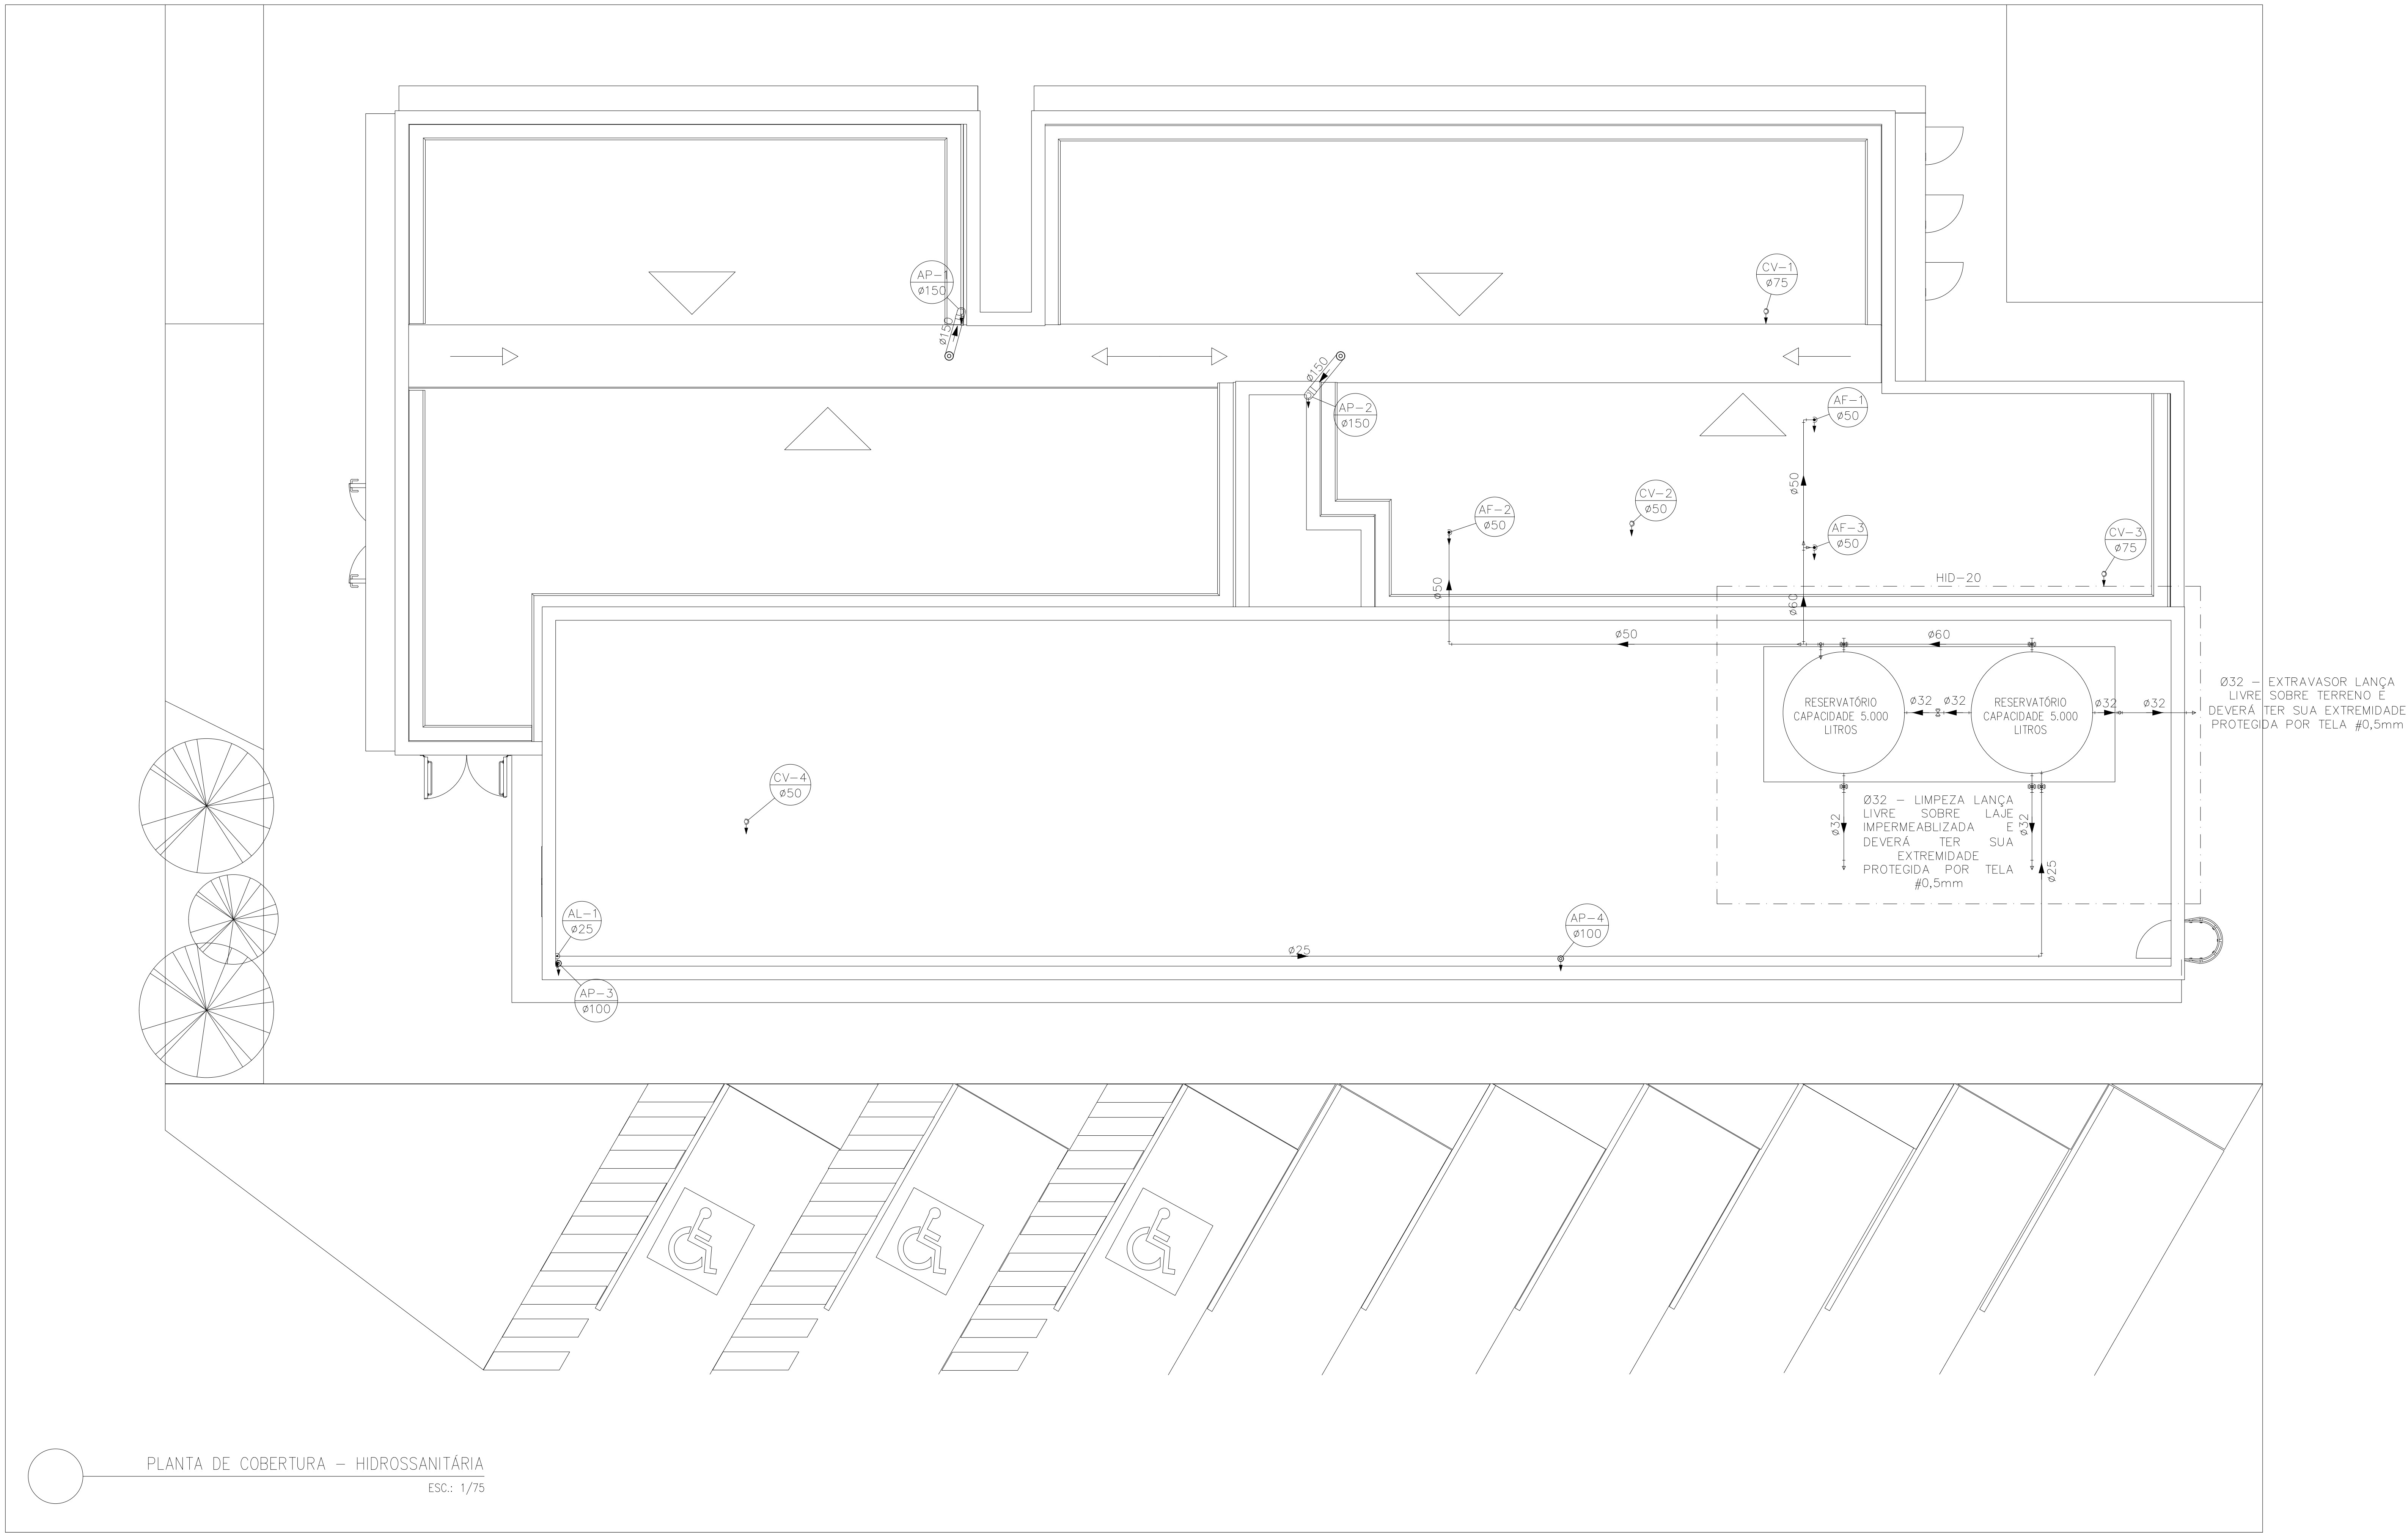 AP-1
ø150
ø150
CV-1
ø75
ø150
AP-2
ø150
AF-1
ø50
ø50
AF-2
ø50
CV-2
ø50
AF-3
ø50
CV-3
ø75
HID-20
ø50
ø60
ø50
ø60
RESERVATÓRIO
CAPACIDADE 5.000
LITROS
ø32
ø32
RESERVATÓRIO
CAPACIDADE 5.000
LITROS
ø32
ø32
Ø32 - EXTRAVASOR LANÇA
LIVRE SOBRE TERRENO E
DEVERÁ TER SUA EXTREMIDADE
PROTEGIDA POR TELA #0,5mm
CV-4
ø50
ø32
Ø32 - LIMPEZA LANÇA
LIVRE SOBRE LAJE
IMPERMEABLIZADA E
DEVERÁ TER SUA
EXTREMIDADE
PROTEGIDA POR TELA
#0,5mm
ø32
ø25
AL-1
ø25
AP-4
ø100
ø25
AP-3
ø100
PLANTA DE COBERTURA - HIDROSSANITÁRIA
ESC.: 1/75